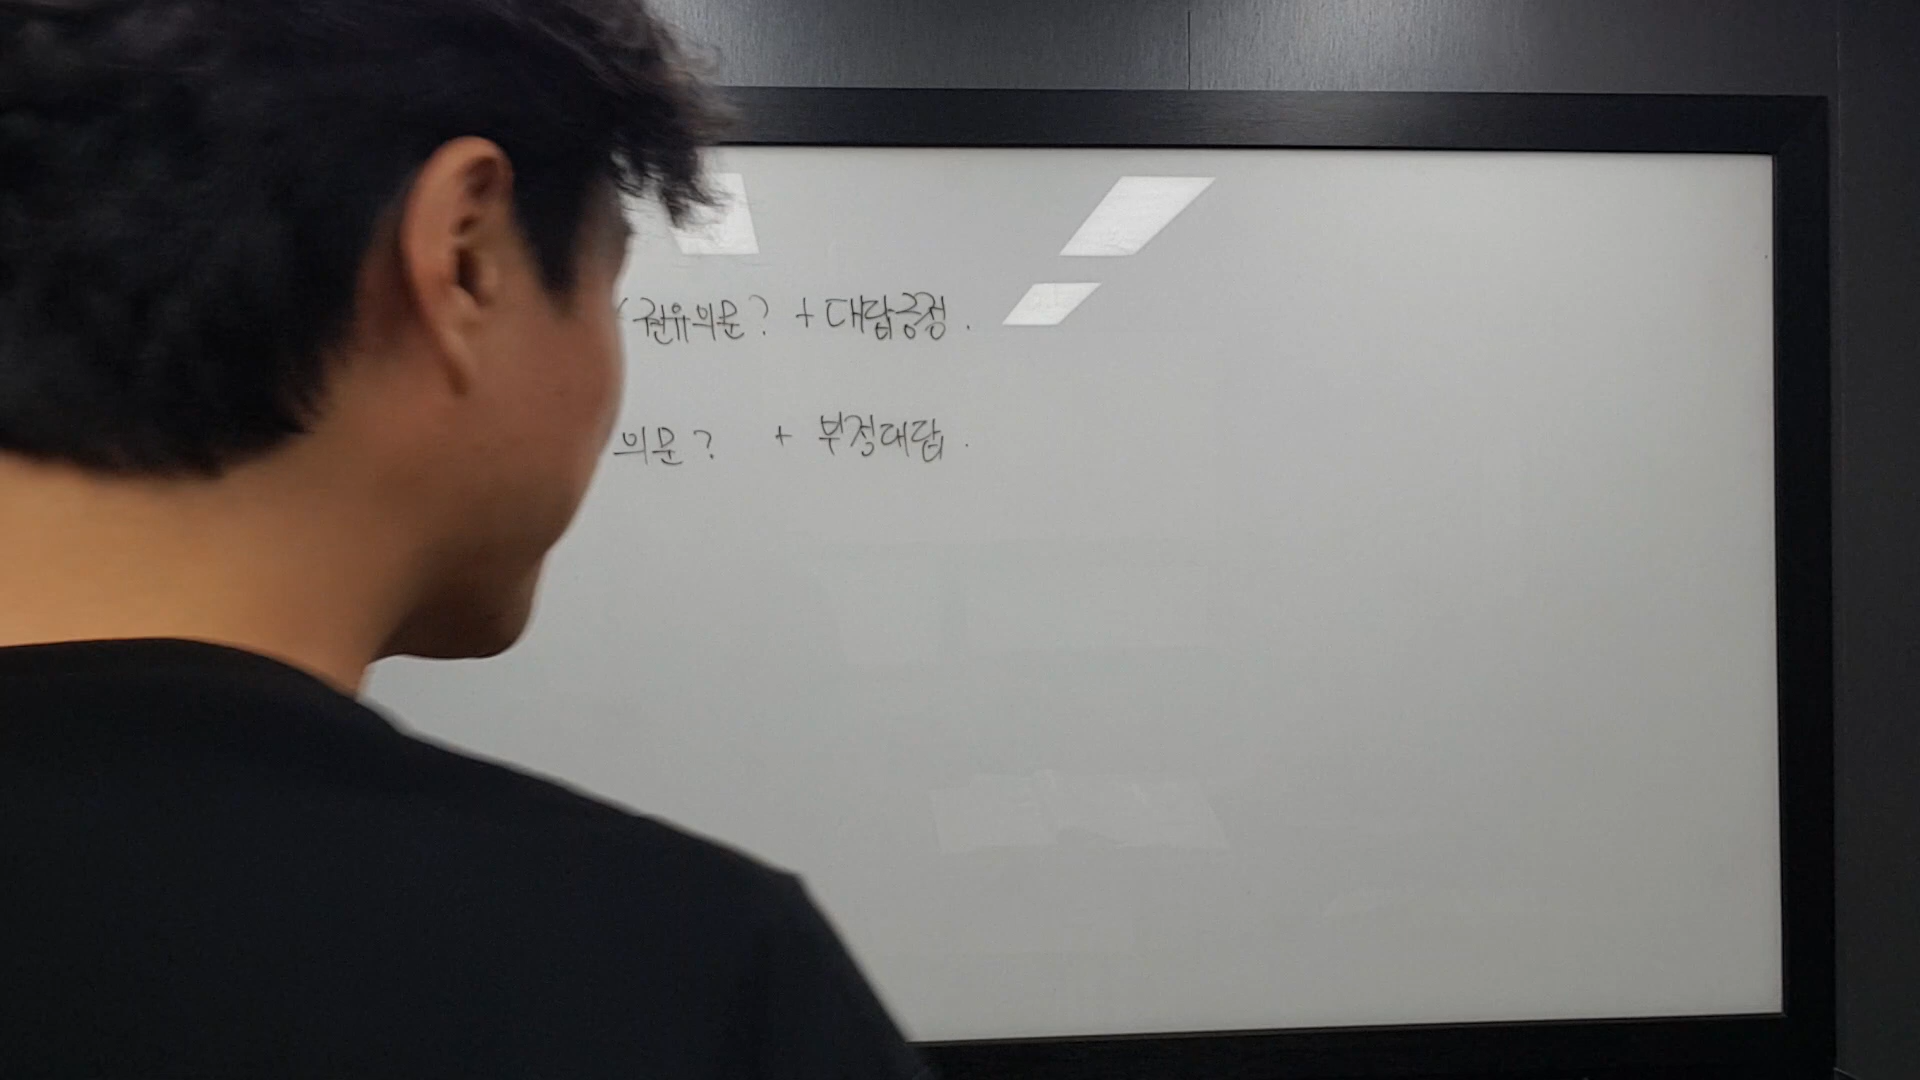 (권유의문? + 대답긍정.
의문? + 부정대답.